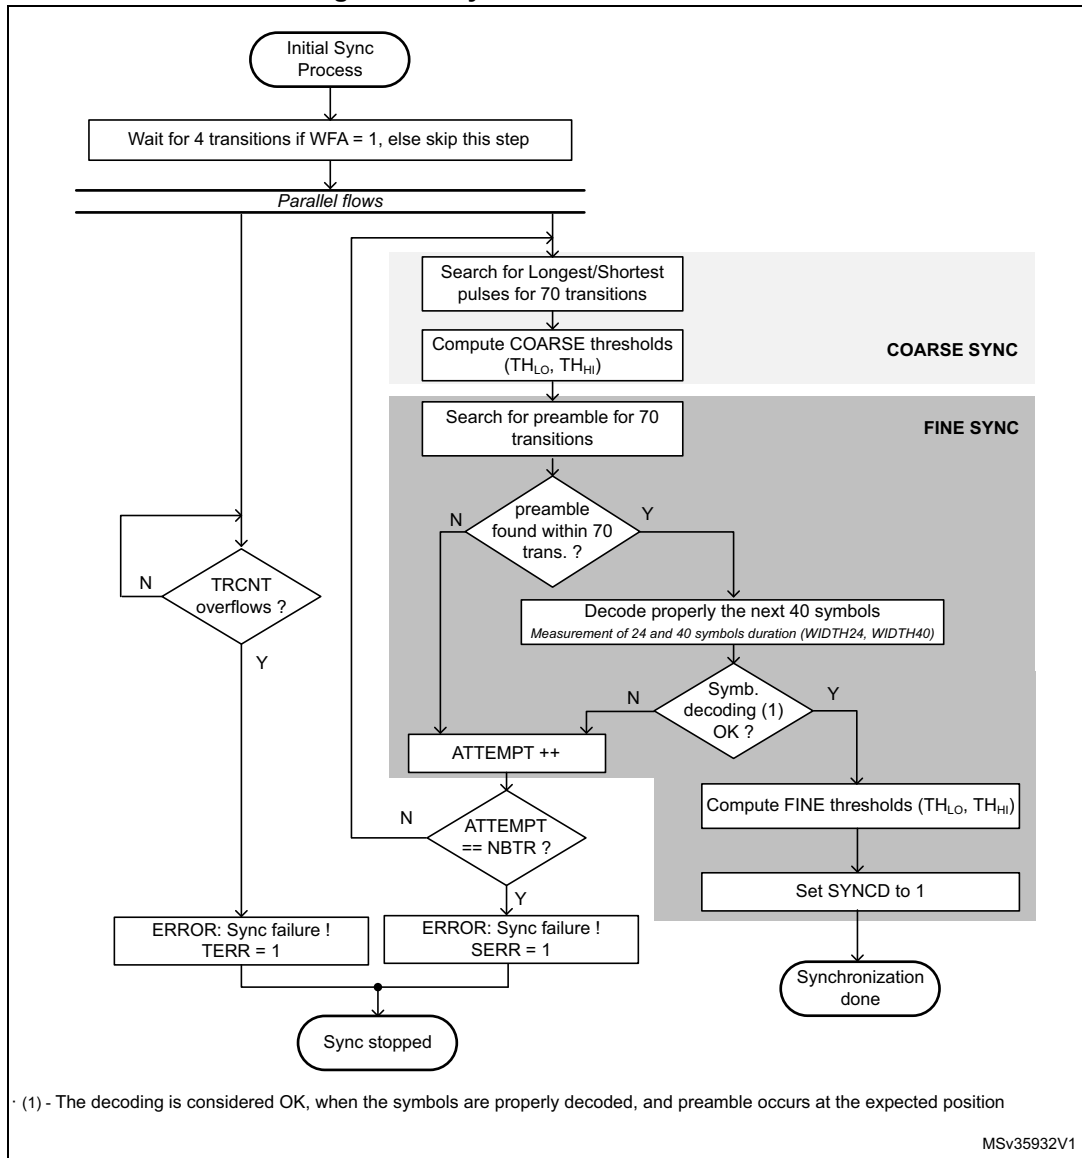 Initial Sync
Process
Wait for 4 transitions if WFA = 1, else skip this step
Parallel flows
Search for Longest/Shortest
pulses for 70 transitions
Compute COARSE thresholds
(TH_LO, TH_HI)
COARSE SYNC
Search for preamble for 70
transitions
FINE SYNC
preamble
found within 70
trans. ?
N
Y
Decode properly the next 40 symbols
Measurement of 24 and 40 symbols duration (WIDTH24, WIDTH40)
TRCNT
overflows ?
N
Y
Symb.
decoding (1)
OK ?
N
Y
ATTEMPT ++
Compute FINE thresholds (TH_LO, TH_HI)
ATTEMPT
== NBTR ?
N
Y
Set SYNCD to 1
ERROR: Sync failure !
TERR = 1
ERROR: Sync failure !
SERR = 1
Synchronization
done
Sync stopped
(1) - The decoding is considered OK, when the symbols are properly decoded, and preamble occurs at the expected position
MSv35932V1